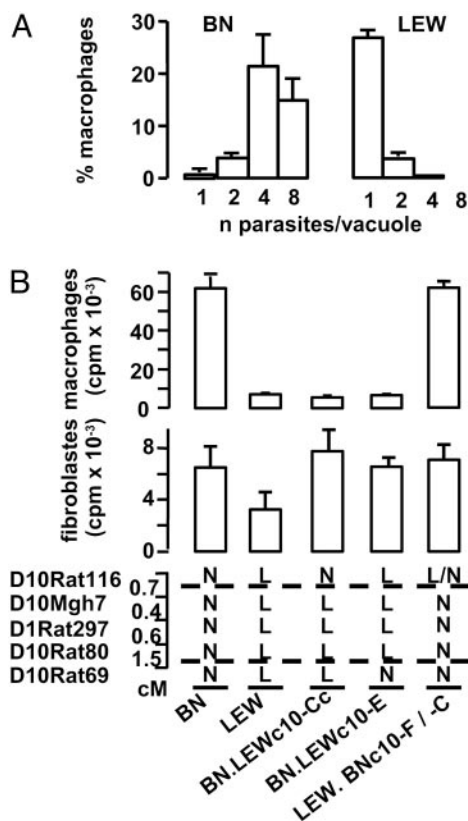 A
BN
LEW
% macrophages
30
20
10
0
1 2 4 8
1 2 4 8
n parasites/vacuole
B
macrophages
(cpm x 10-³)
60
40
20
0
fibroblastes
(cpm x 10-³)
8
4
0
D10Rat116 N L N L L/N
0.7
D10Mgh7 N L L L N
0.4
D1Rat297 N L L L N
0.6
D10Rat80 N L L L N
1.5
D10Rat69 N L L N N
cM
BN
LEW
BN.LEWc10-Cc
BN.LEWc10-E
LEW. BNc10-F / -C